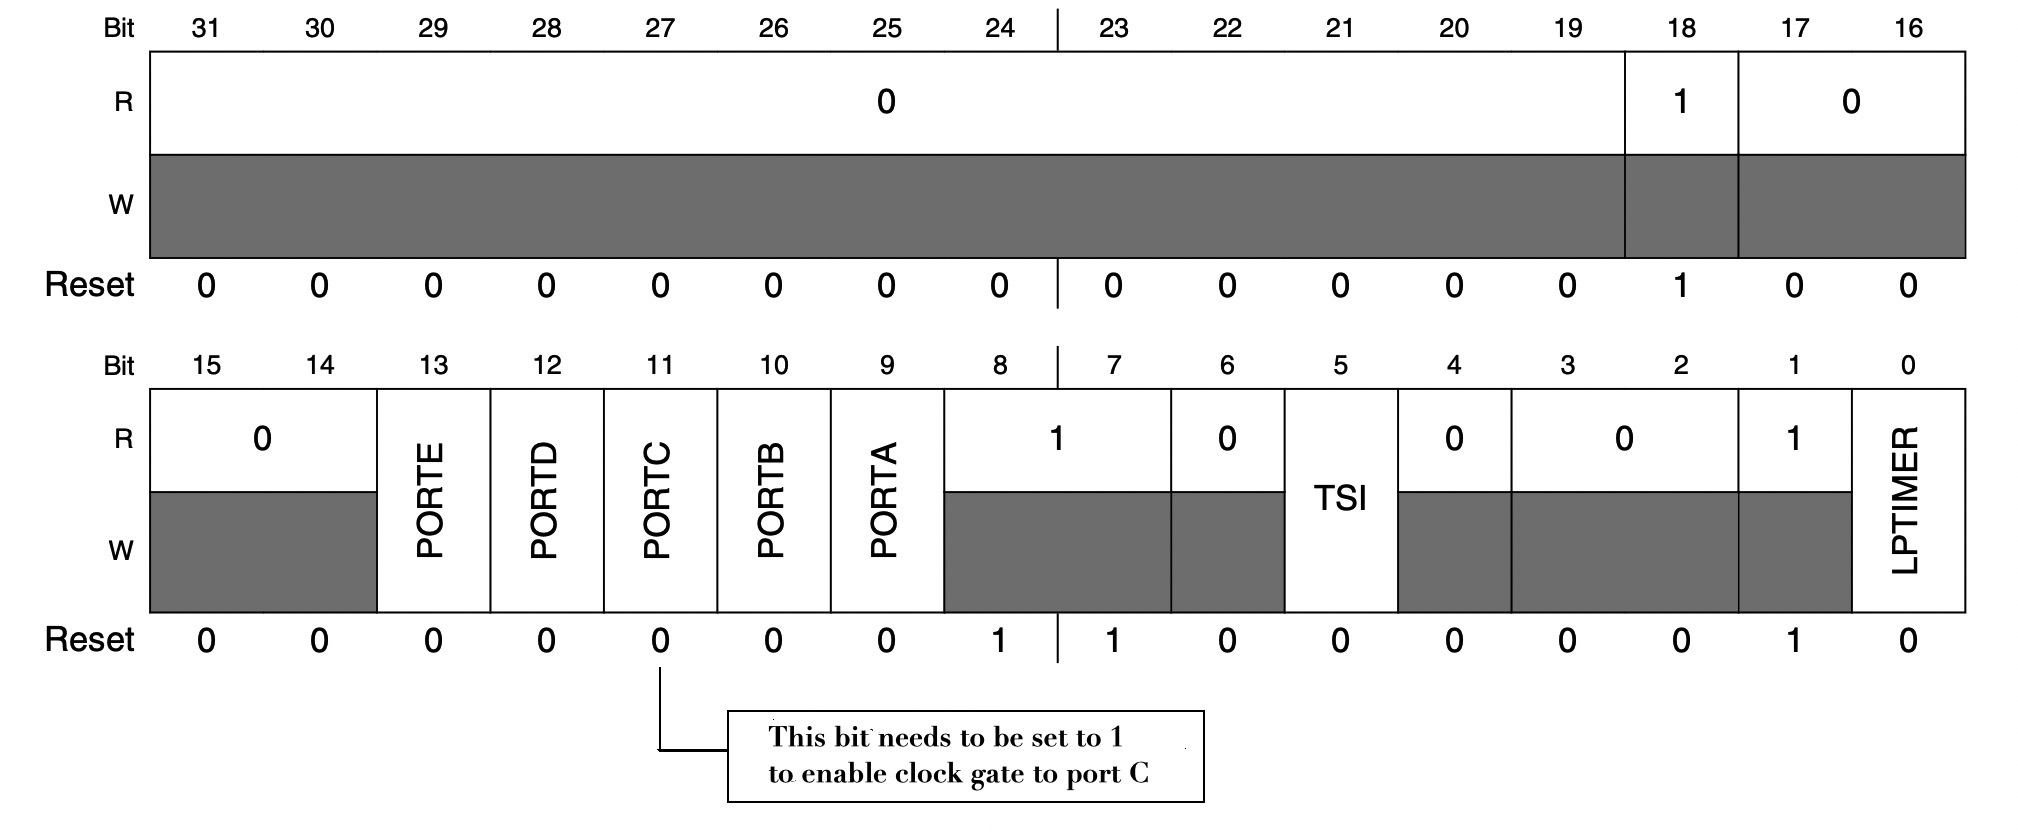 Bit 31 30 29 28 27 26 25 24 23 22 21 20 19 18 17 16
R 0 1 0
W
Reset 0 0 0 0 0 0 0 0 0 0 0 0 0 1 0 0
Bit 15 14 13 12 11 10 9 8 7 6 5 4 3 2 1 0
R 0 PORTE PORTD PORTC PORTB PORTA 1 0 TSI 0 0 1 LPTIMER
W
Reset 0 0 0 0 0 0 0 1 1 0 0 0 0 0 1 0
This bit needs to be set to 1
to enable clock gate to port C